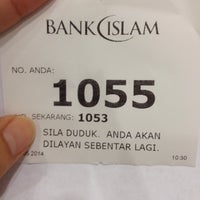 BANK ISLAM
NO. ANDA:
1055
SEKARANG: 1053
SILA DUDUK. ANDA AKAN
DILAYAN SEBENTAR LAGI.
2014
10:30